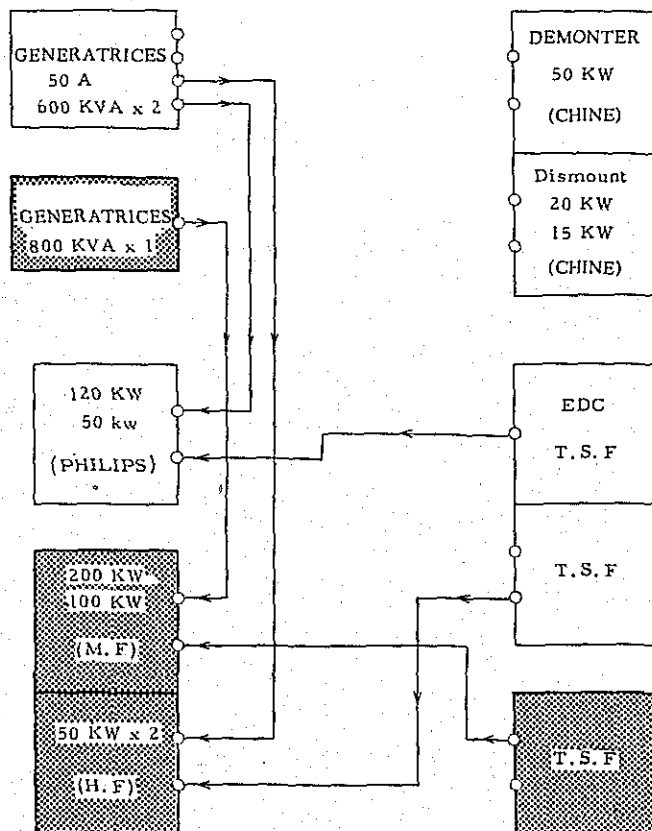 GENERATRICES
50 A
600 KVA x 2
GENERATRICES
800 KVA x 1
120 KW
50 kw
(PHILIPS)
200 KW
100 KW
(M.F)
50 KW x 2
(H.F)
DEMONTER
50 KW
(CHINE)
Dismount
20 KW
15 KW
(CHINE)
EDC
T.S.F
T.S.F
T.S.F